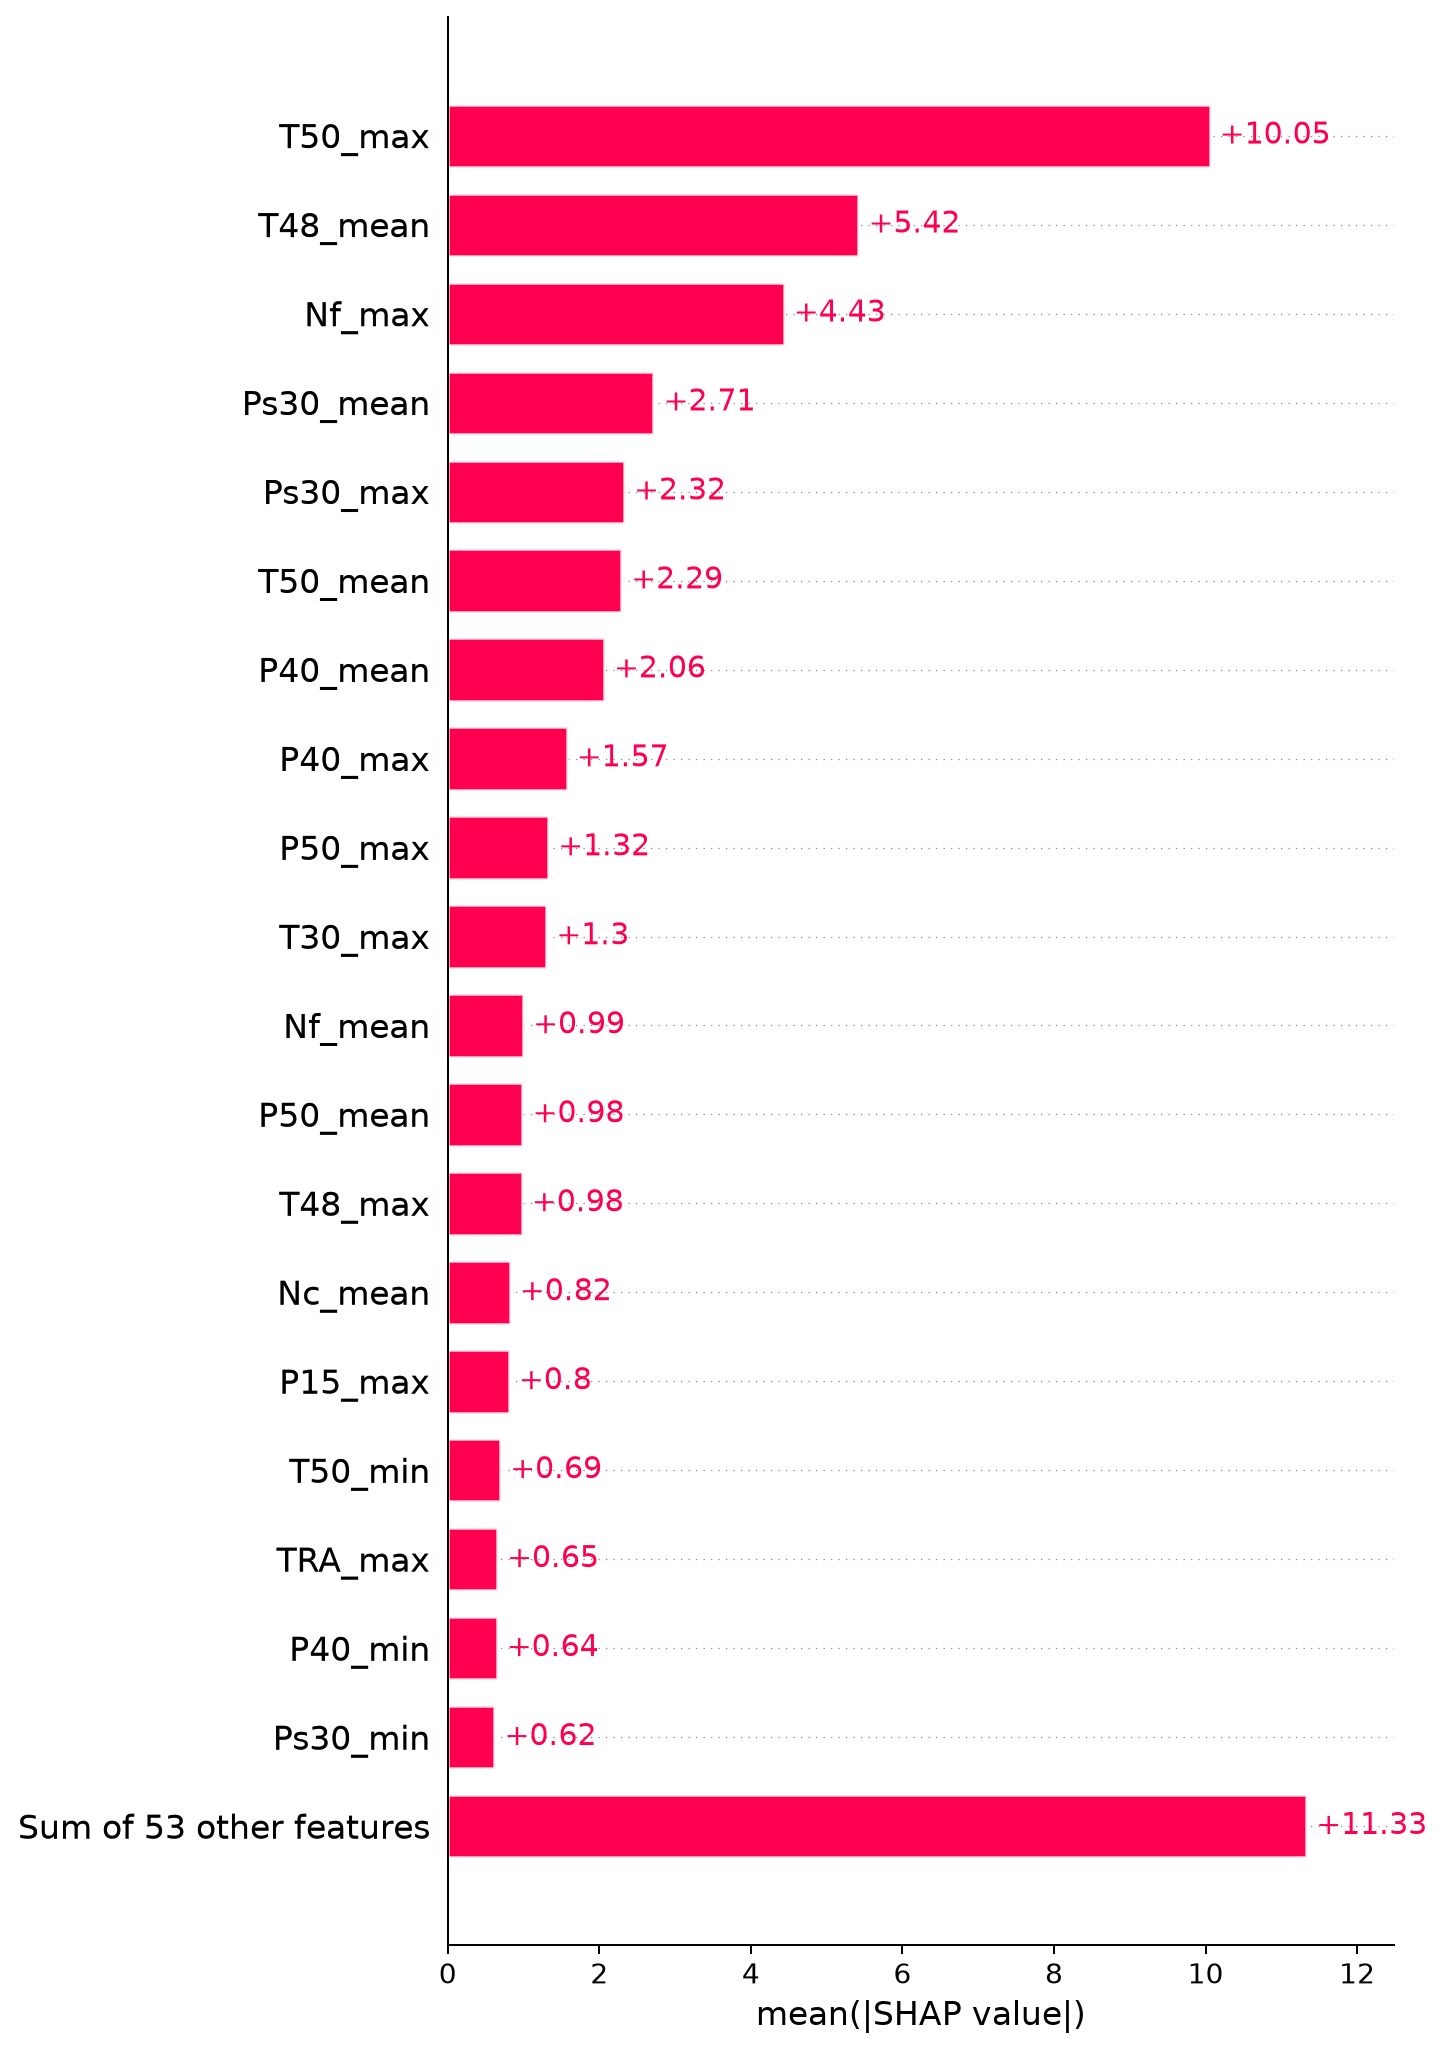 T50_max +10.05
T48_mean +5.42
Nf_max +4.43
Ps30_mean +2.71
Ps30_max +2.32
T50_mean +2.29
P40_mean +2.06
P40_max +1.57
P50_max +1.32
T30_max +1.3
Nf_mean +0.99
P50_mean +0.98
T48_max +0.98
Nc_mean +0.82
P15_max +0.8
T50_min +0.69
TRA_max +0.65
P40_min +0.64
Ps30_min +0.62
Sum of 53 other features +11.33
0 2 4 6 8 10 12
mean(|SHAP value|)